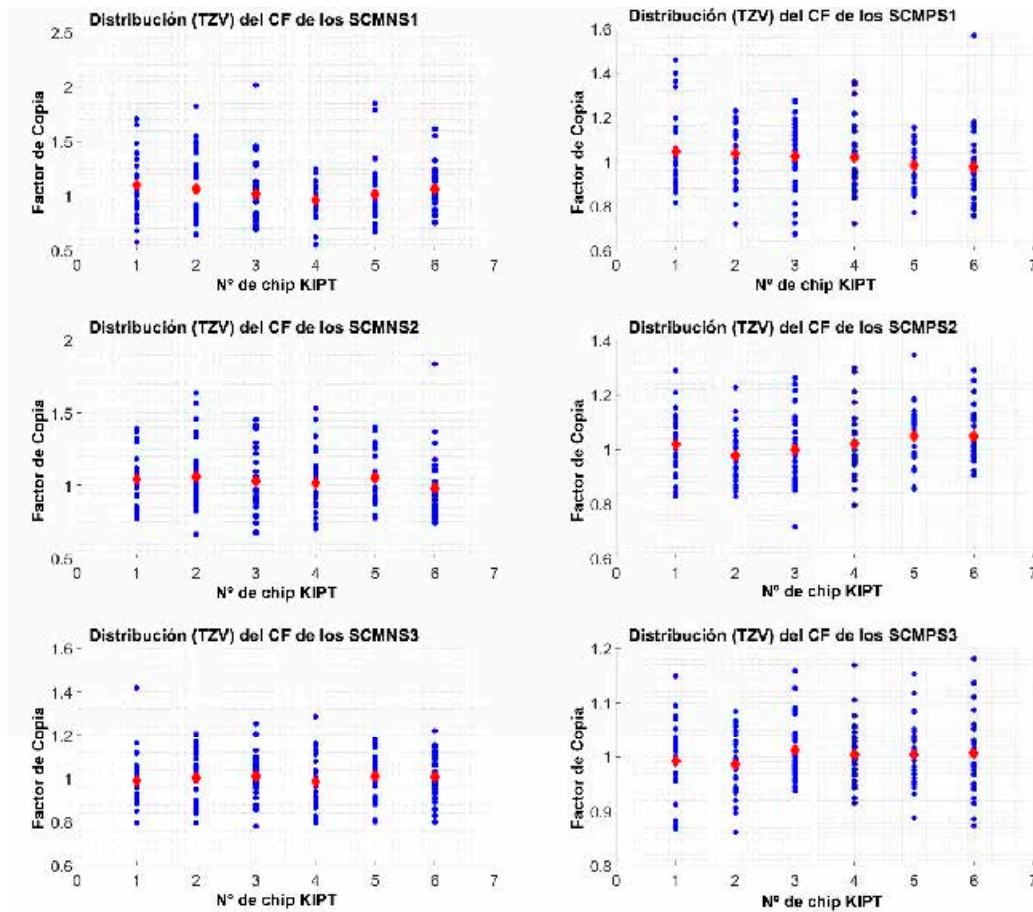 Distribución (TZV) del CF de los SCMNS1
Factor de Copia
2.5
2
1.5
1
0.5
0 1 2 3 4 5 6 7
Nº de chip KIPT
Distribución (TZV) del CF de los SCMPS1
Factor de Copia
1.6
1.4
1.2
1
0.8
0.6
0 1 2 3 4 5 6 7
Nº de chip KIPT
Distribución (TZV) del CF de los SCMNS2
Factor de Copia
2
1.5
1
0.5
0 1 2 3 4 5 6 7
Nº de chip KIPT
Distribución (TZV) del CF de los SCMPS2
Factor de Copia
1.4
1.2
1
0.8
0.6
0 1 2 3 4 5 6 7
Nº de chip KIPT
Distribución (TZV) del CF de los SCMNS3
Factor de Copia
1.6
1.4
1.2
1
0.8
0.6
0 1 2 3 4 5 6 7
Nº de chip KIPT
Distribución (TZV) del CF de los SCMPS3
Factor de Copia
1.2
1.1
1
0.9
0.8
0 1 2 3 4 5 6 7
Nº de chip KIPT